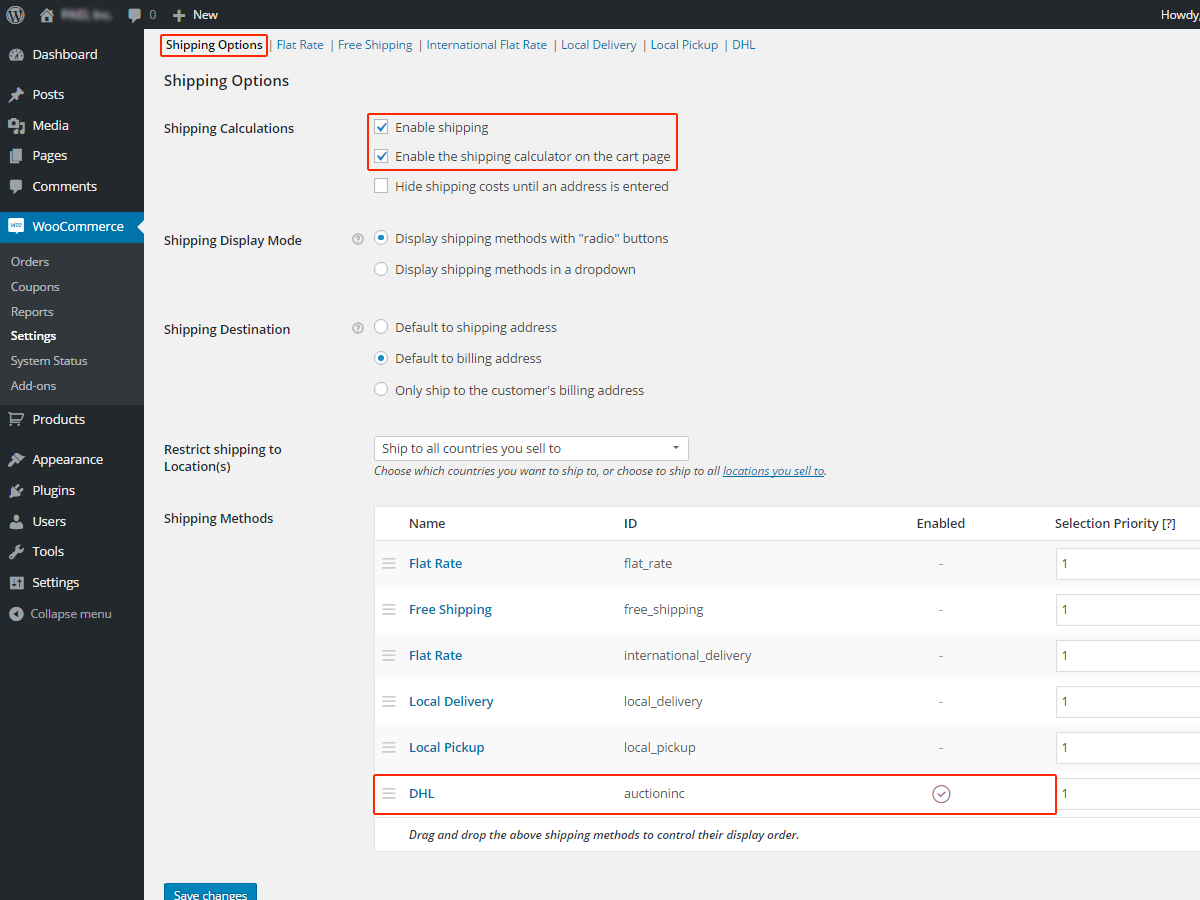 0 New Howdy,
Dashboard
Posts
Media
Pages
Comments
WooCommerce
Orders
Coupons
Reports
Settings
System Status
Add-ons
Products
Appearance
Plugins
Users
Tools
Settings
Collapse menu
Shipping Options | Flat Rate | Free Shipping | International Flat Rate | Local Delivery | Local Pickup | DHL
Shipping Options
Shipping Calculations
Enable shipping
Enable the shipping calculator on the cart page
Hide shipping costs until an address is entered
Shipping Display Mode
Display shipping methods with "radio" buttons
Display shipping methods in a dropdown
Shipping Destination
Default to shipping address
Default to billing address
Only ship to the customer's billing address
Restrict shipping to
Location(s)
Ship to all countries you sell to
Choose which countries you want to ship to, or choose to ship to all locations you sell to.
Shipping Methods
Name ID Enabled Selection Priority [?]
Flat Rate flat_rate - 1
Free Shipping free_shipping - 1
Flat Rate international_delivery - 1
Local Delivery local_delivery - 1
Local Pickup local_pickup - 1
DHL auctioninc 1
Drag and drop the above shipping methods to control their display order.
Save changes